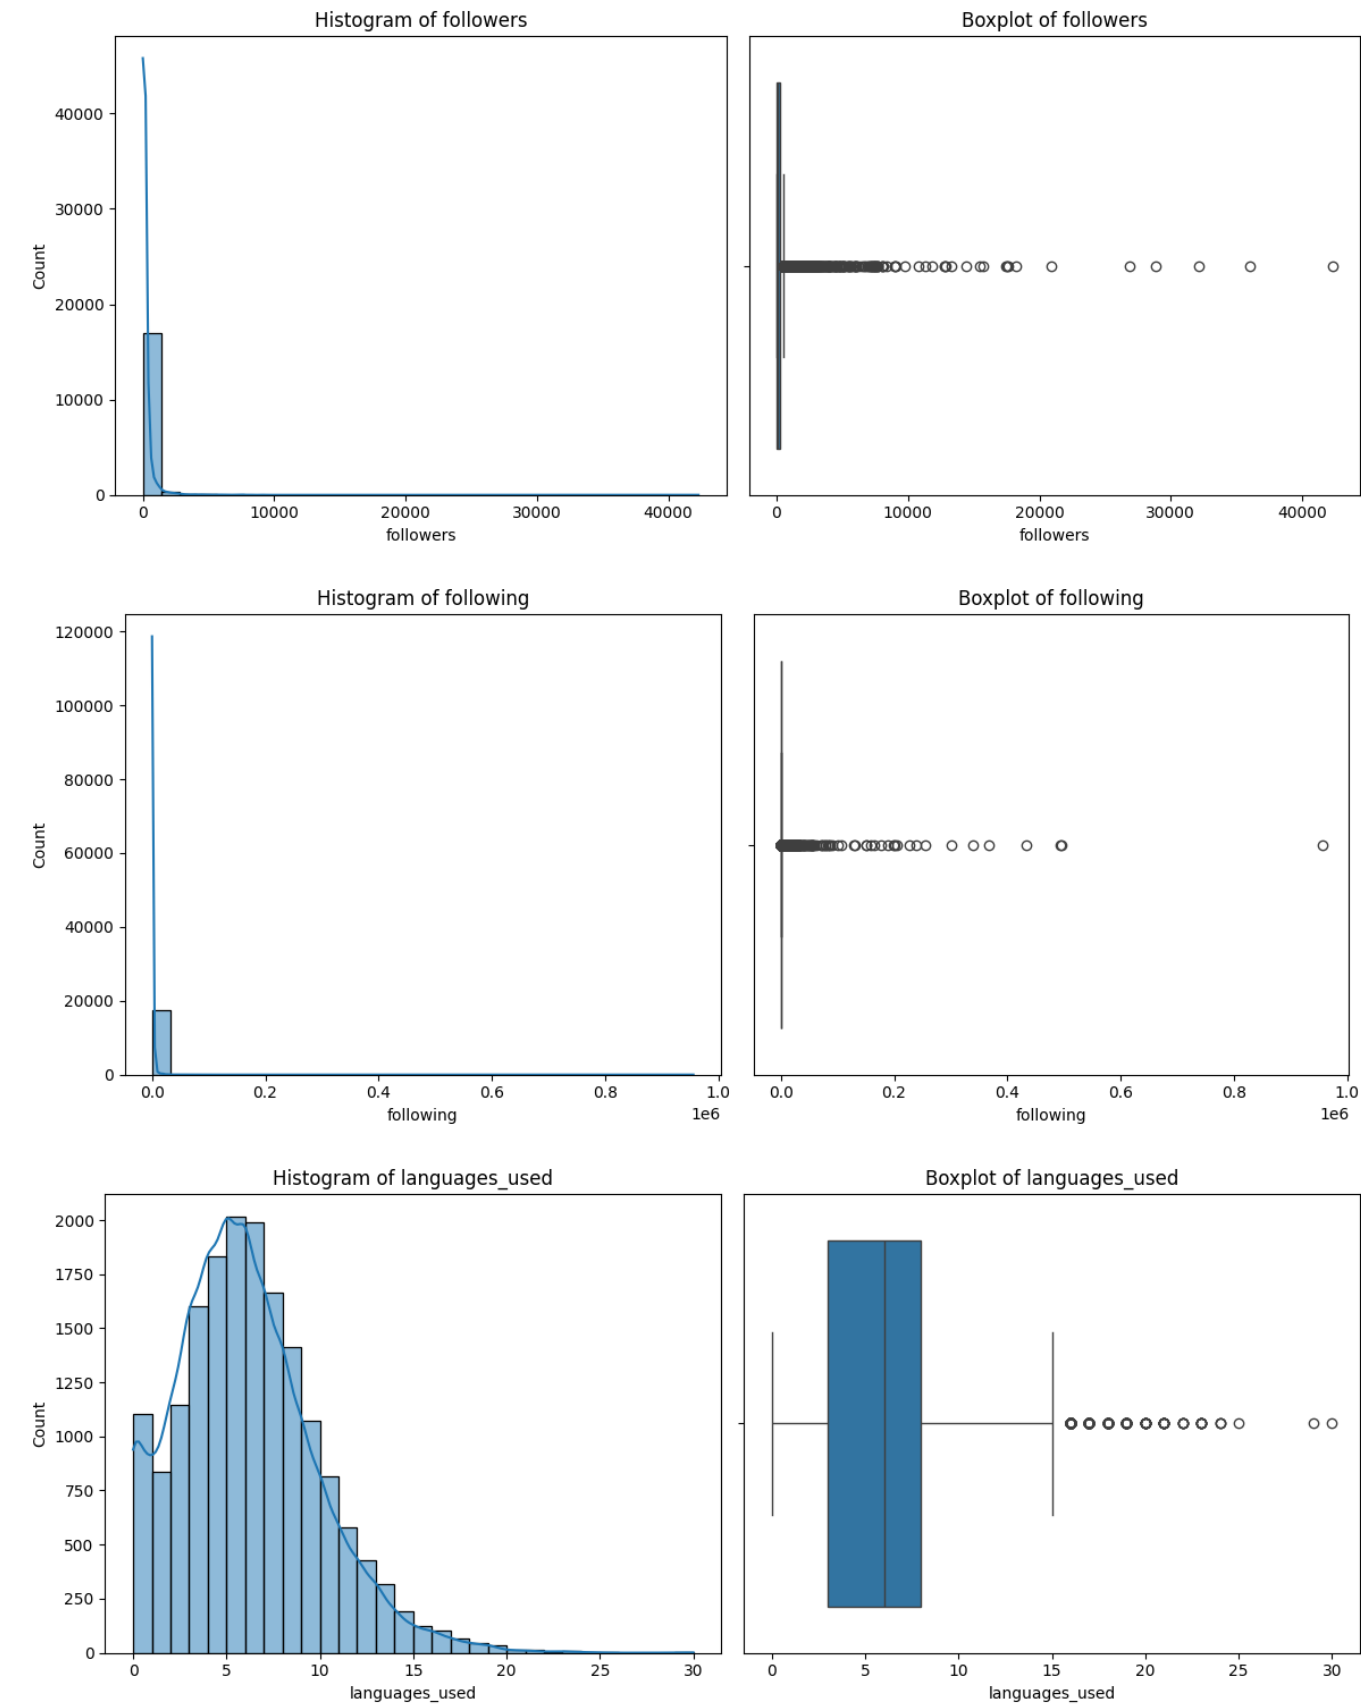 Histogram of followers
Boxplot of followers
40000
30000
20000
10000
0
Count
0 10000 20000 30000 40000
followers
0 10000 20000 30000 40000
followers
Histogram of following
Boxplot of following
120000
100000
80000
60000
40000
20000
0
Count
0.0 0.2 0.4 0.6 0.8 1.0
1e6
following
0.0 0.2 0.4 0.6 0.8 1.0
1e6
following
Histogram of languages_used
Boxplot of languages_used
2000
1750
1500
1250
1000
750
500
250
0
Count
0 5 10 15 20 25 30
languages_used
0 5 10 15 20 25 30
languages_used